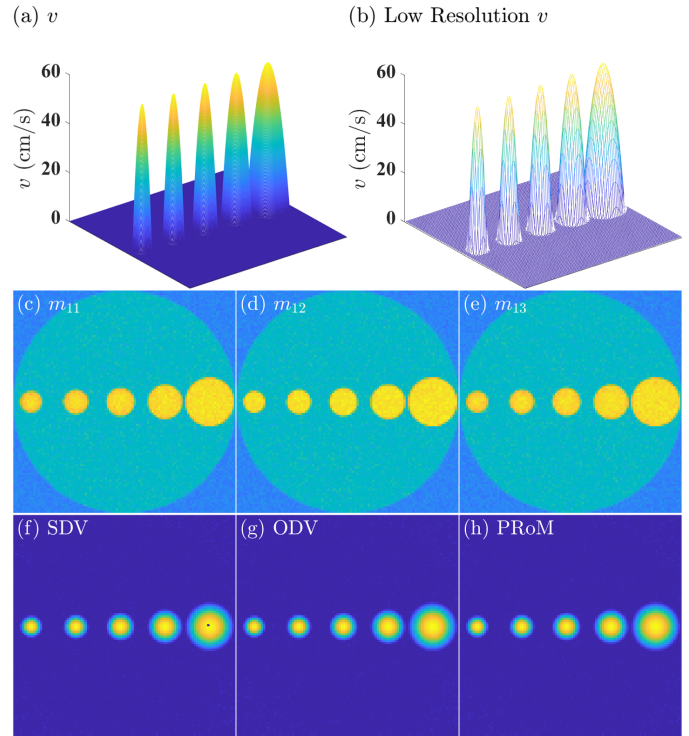 (a) v
(b) Low Resolution v
60
40
20
0
v (cm/s)
60
40
20
0
v (cm/s)
(c) m₁₁
(d) m₁₂
(e) m₁₃
(f) SDV
(g) ODV
(h) PRoM